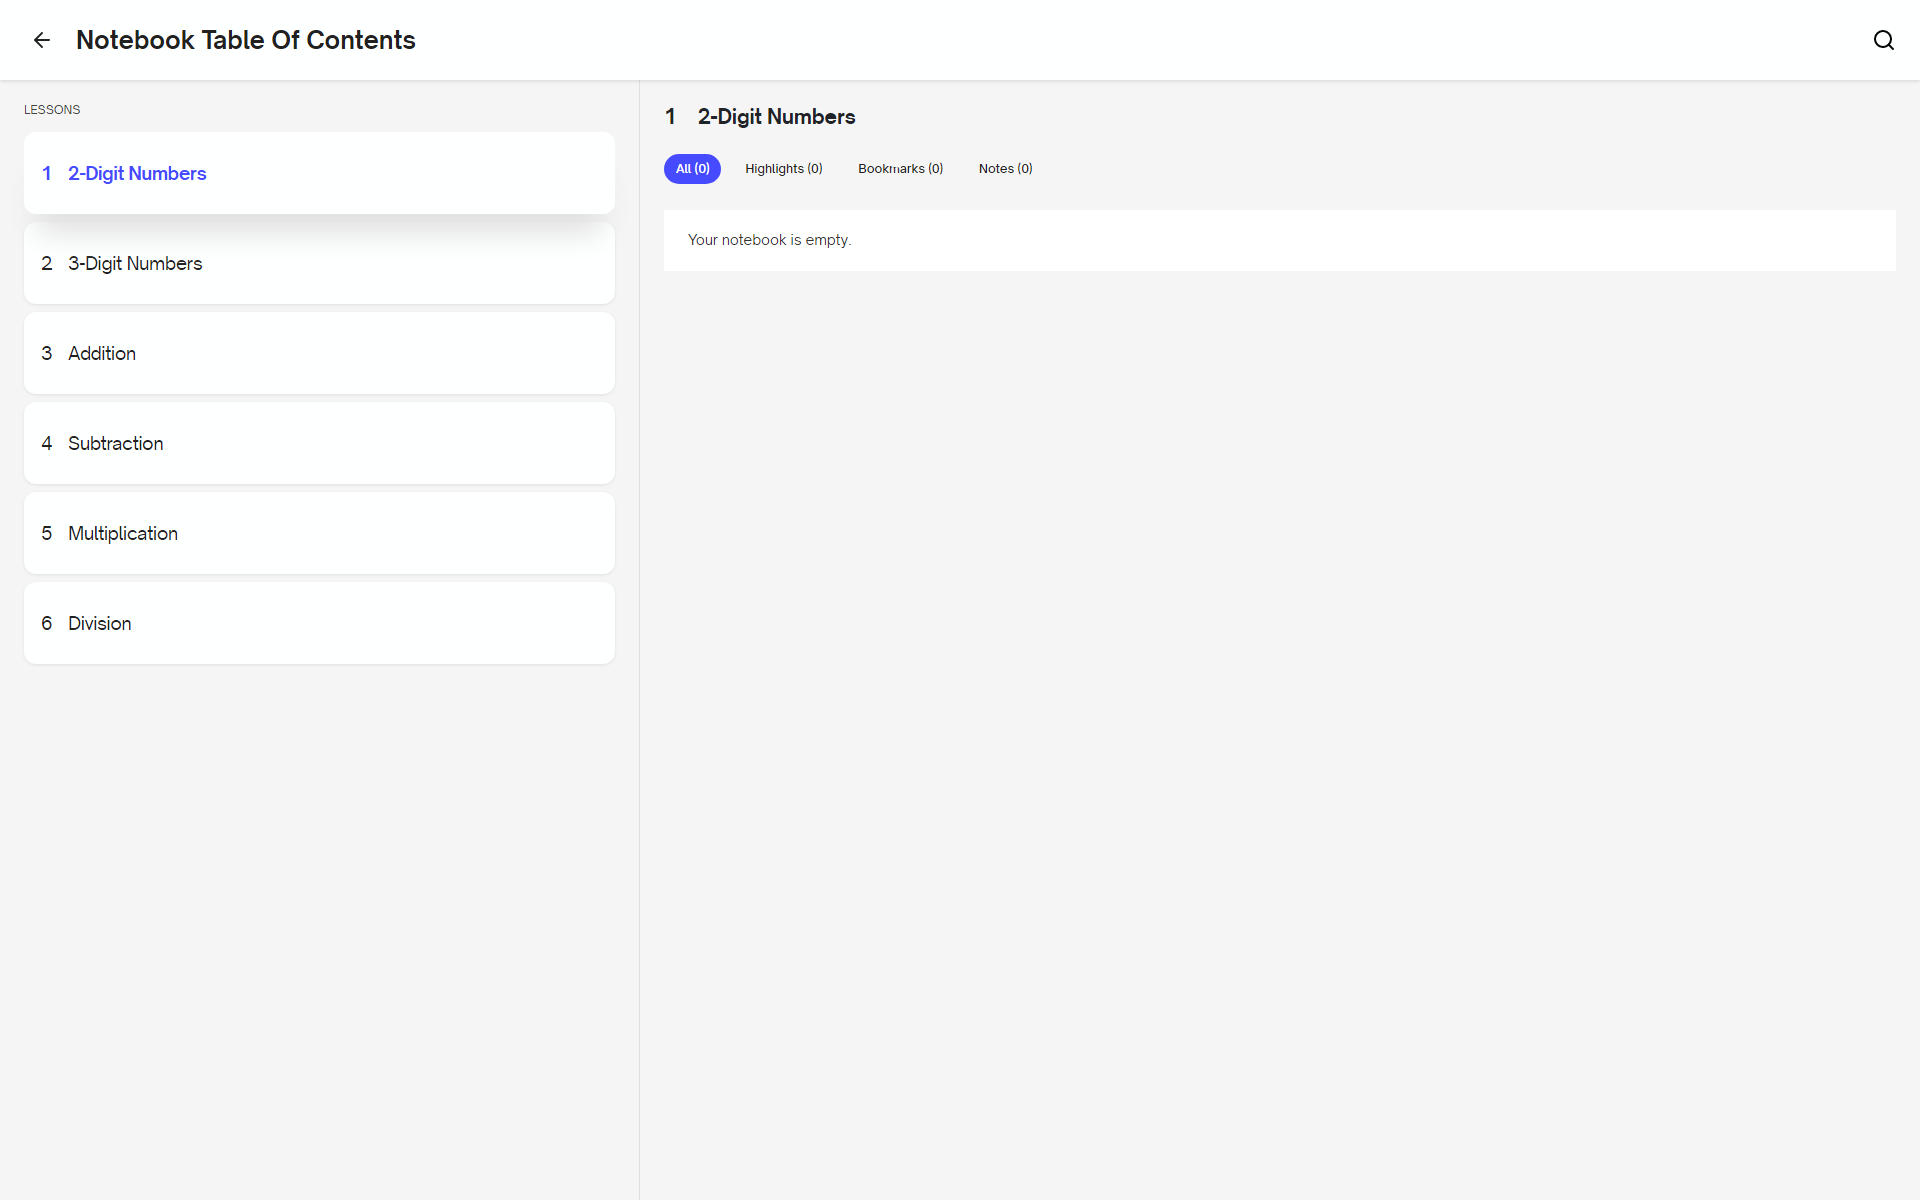 Notebook Table Of Contents
LESSONS
1 2-Digit Numbers
2 3-Digit Numbers
3 Addition
4 Subtraction
5 Multiplication
6 Division
1 2-Digit Numbers
All (0) Highlights (0) Bookmarks (0) Notes (0)
Your notebook is empty.